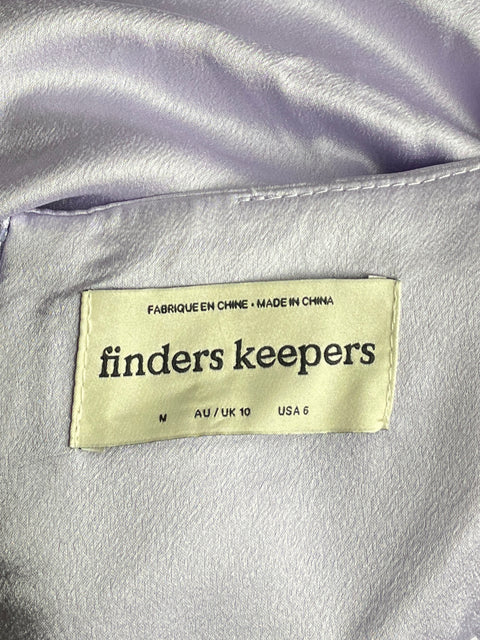 FABRIQUE EN CHINE • MADE IN CHINA
finders keepers
M AU / UK 10 USA 6